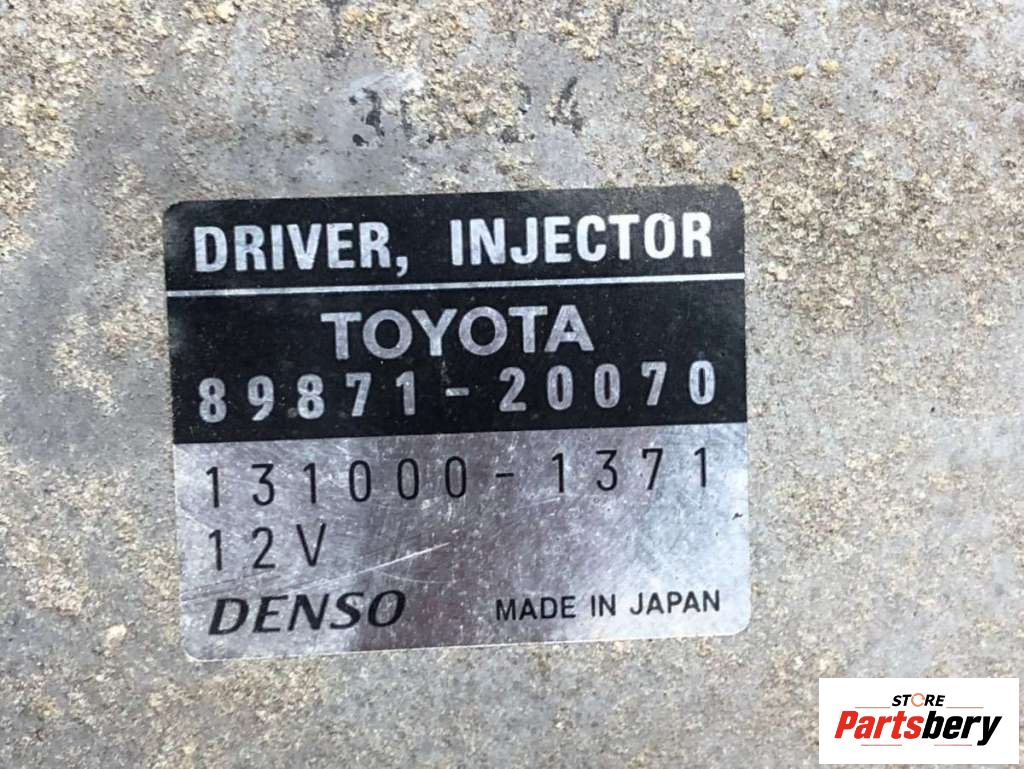 DRIVER, INJECTOR
TOYOTA
89871-20070
131000-1371
12V
DENSO MADE IN JAPAN
STORE
Partsbery